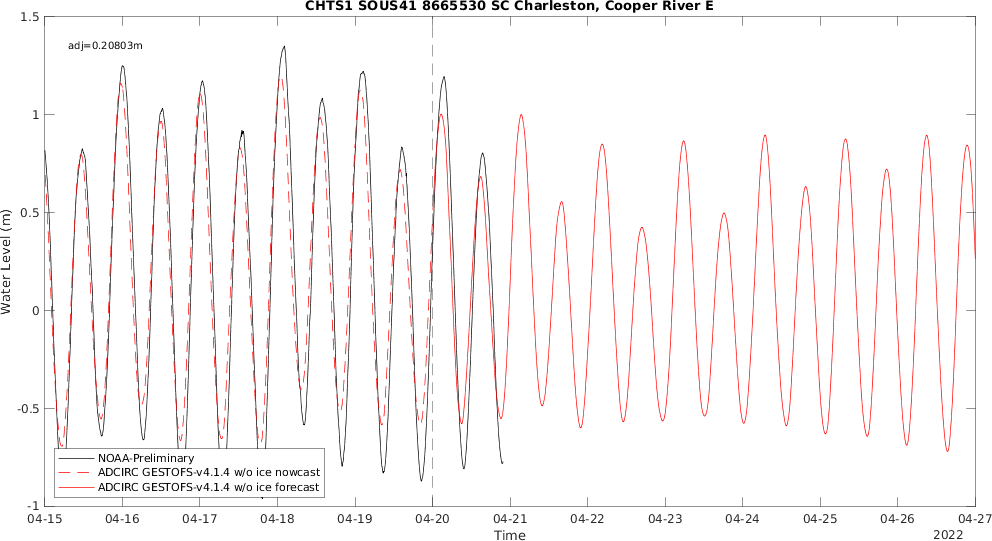 CHTS1 SOUS41 8665530 SC Charleston, Cooper River E
adj=0.20803m
Water Level (m)
1.5
1
0.5
0
-0.5
-1
NOAA-Preliminary
ADCIRC GESTOFS-v4.1.4 w/o ice nowcast
ADCIRC GESTOFS-v4.1.4 w/o ice forecast
04-15 04-16 04-17 04-18 04-19 04-20 04-21 04-22 04-23 04-24 04-25 04-26 04-27
Time
2022